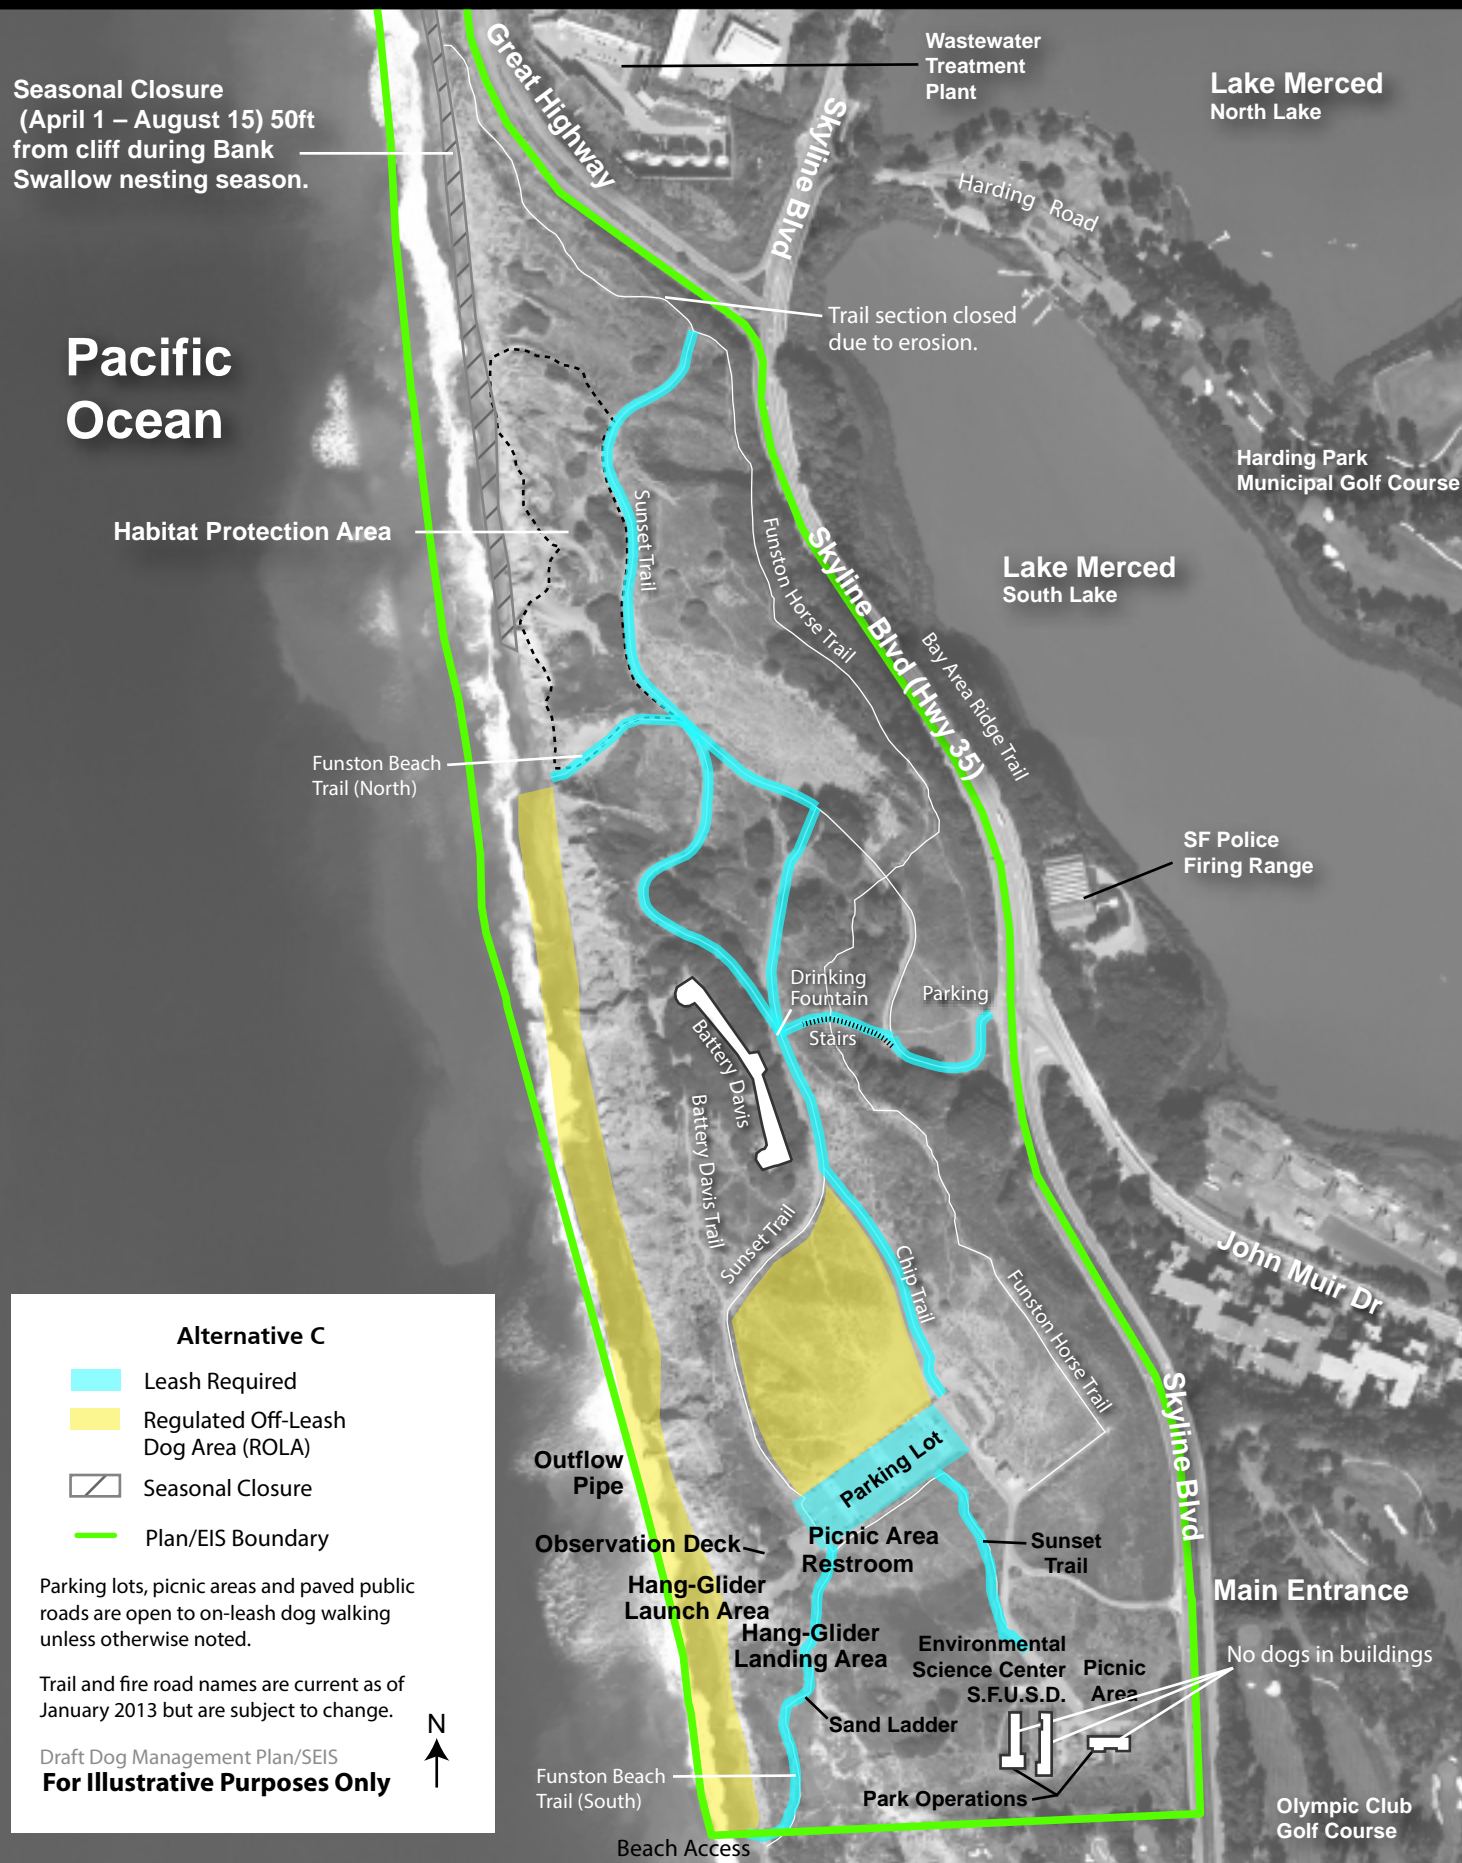 Great Highway
Wastewater
Treatment
Plant
Lake Merced
North Lake
Seasonal Closure
(April 1 – August 15) 50ft
from cliff during Bank
Swallow nesting season.
Skyline Blvd
Harding Road
Trail section closed
due to erosion.
Pacific
Ocean
Harding Park
Municipal Golf Course
Habitat Protection Area
Sunset Trail
Funston Horse Trail
Skyline Blvd (Hwy 35)
Lake Merced
South Lake
Bay Area Ridge Trail
Funston Beach
Trail (North)
SF Police
Firing Range
Drinking
Fountain
Parking
Stairs
Battery Davis
Battery Davis Trail
Sunset Trail
Chip Trail
Funston Horse Trail
John Muir Dr
Skyline Blvd
Parking Lot
Outflow
Pipe
Observation Deck
Picnic Area
Restroom
Sunset
Trail
Hang-Glider
Launch Area
Hang-Glider
Landing Area
Main Entrance
Environmental
Science Center
S.F.U.S.D.
Picnic
Area
No dogs in buildings
Sand Ladder
Funston Beach
Trail (South)
Park Operations
Beach Access
Olympic Club
Golf Course
Alternative C
Leash Required
Regulated Off-Leash
Dog Area (ROLA)
Seasonal Closure
Plan/EIS Boundary
Parking lots, picnic areas and paved public
roads are open to on-leash dog walking
unless otherwise noted.
Trail and fire road names are current as of
January 2013 but are subject to change.
N
Draft Dog Management Plan/SEIS
For Illustrative Purposes Only